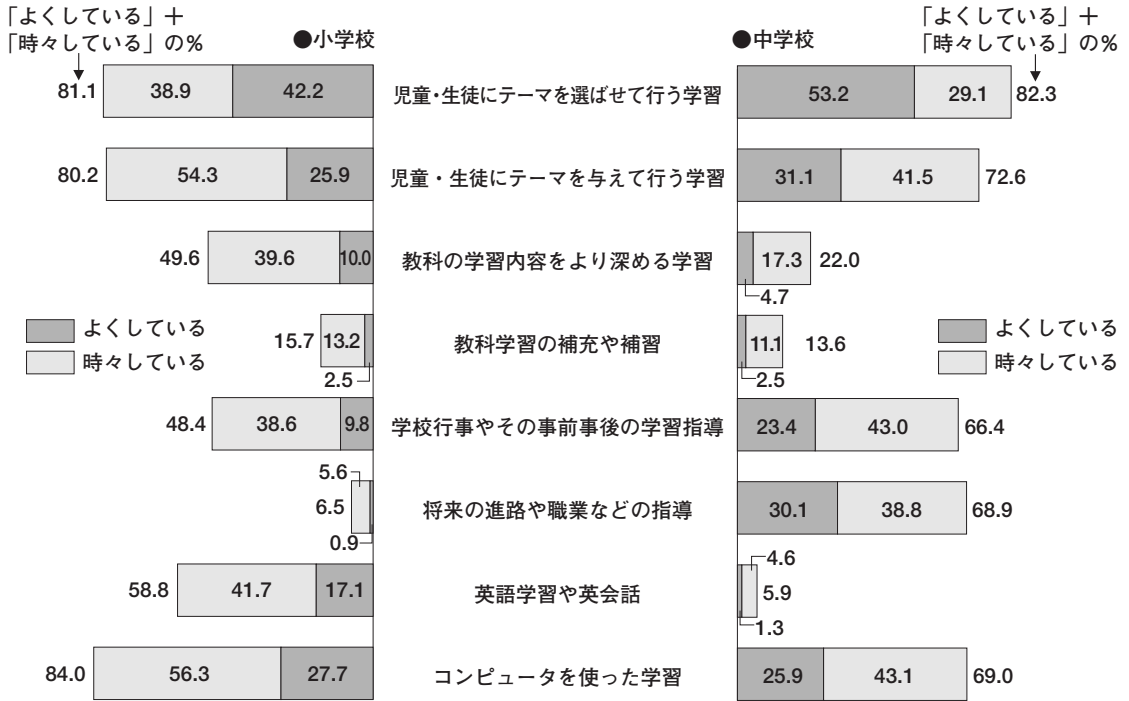 「よくしている」＋
「時々している」の%
●小学校
●中学校
「よくしている」＋
「時々している」の%
81.1 38.9 42.2 児童･生徒にテーマを選ばせて行う学習 53.2 29.1 82.3
80.2 54.3 25.9 児童・生徒にテーマを与えて行う学習 31.1 41.5 72.6
49.6 39.6 10.0 教科の学習内容をより深める学習 17.3 22.0
4.7
よくしている
時々している
15.7 13.2 教科学習の補充や補習 11.1 13.6
2.5 2.5
よくしている
時々している
48.4 38.6 9.8 学校行事やその事前事後の学習指導 23.4 43.0 66.4
5.6
6.5 将来の進路や職業などの指導 30.1 38.8 68.9
0.9
4.6
58.8 41.7 17.1 英語学習や英会話 5.9
1.3
84.0 56.3 27.7 コンピュータを使った学習 25.9 43.1 69.0